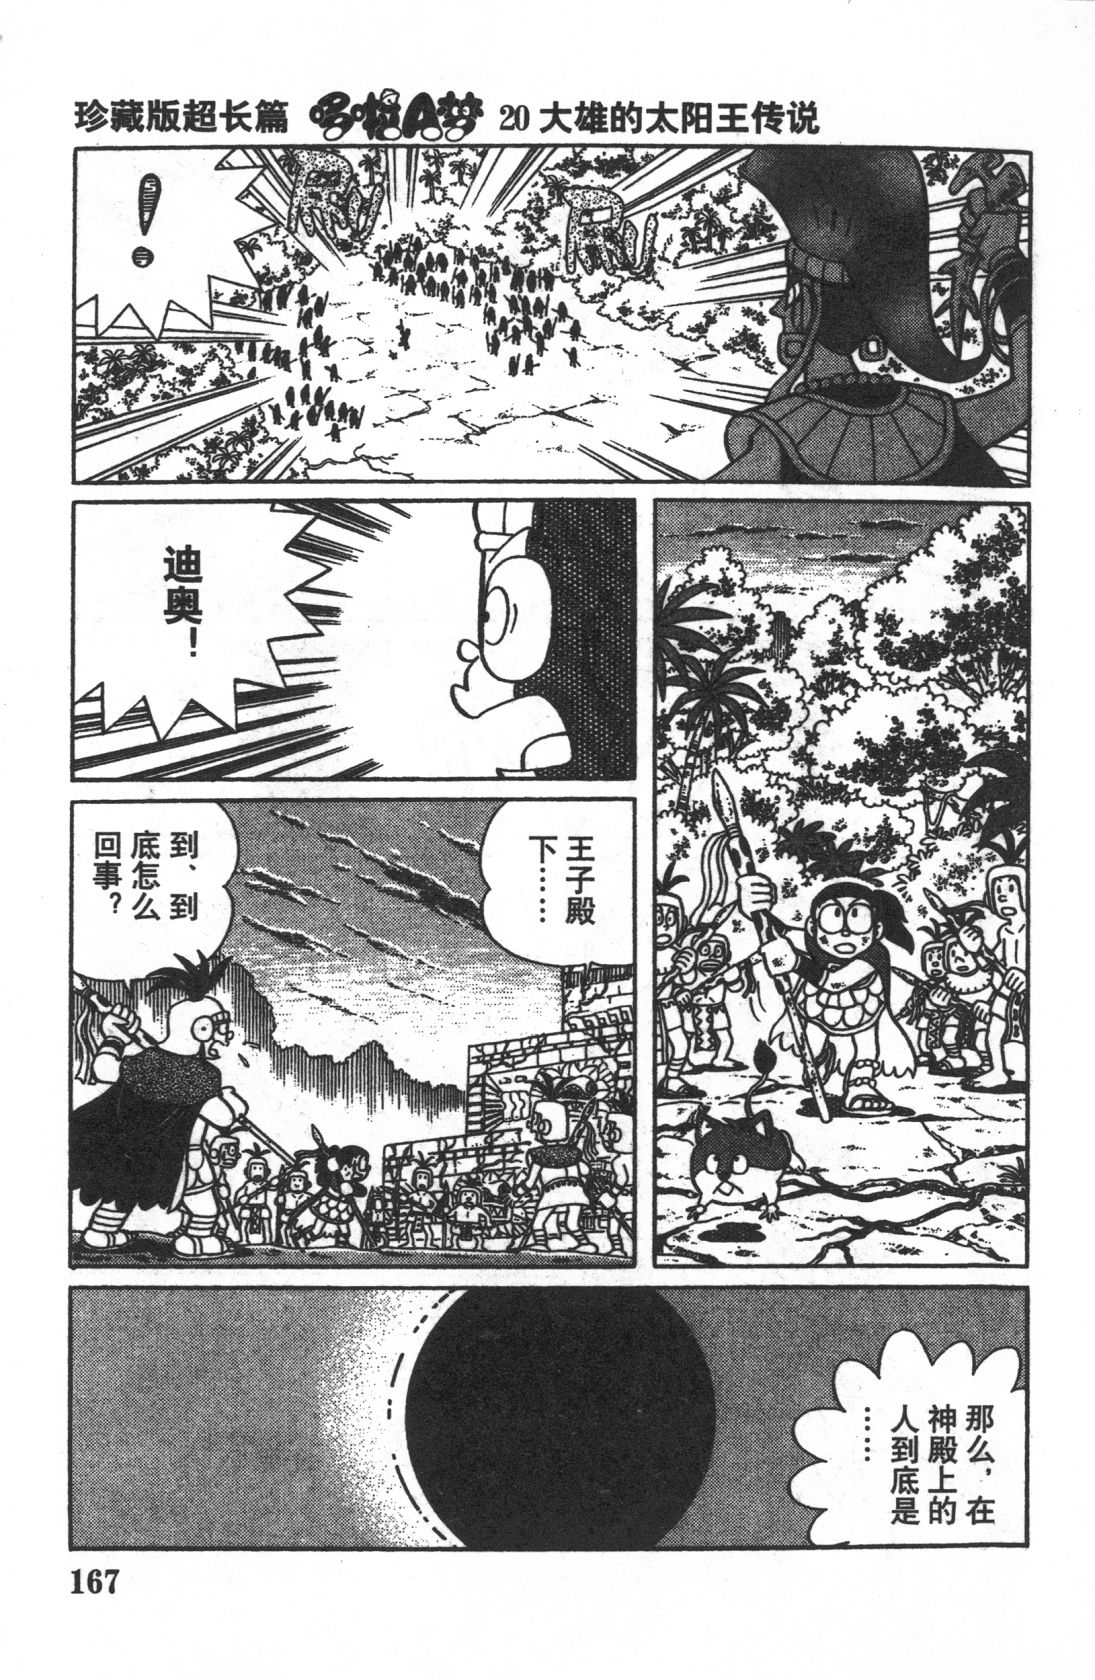 珍藏版超长篇 哆啦A梦 20 大雄的太阳王传说
！
迪奥！
王子殿
下……
到、到
底怎么
回事？
那么，在
神殿上的
人到底是
……
167